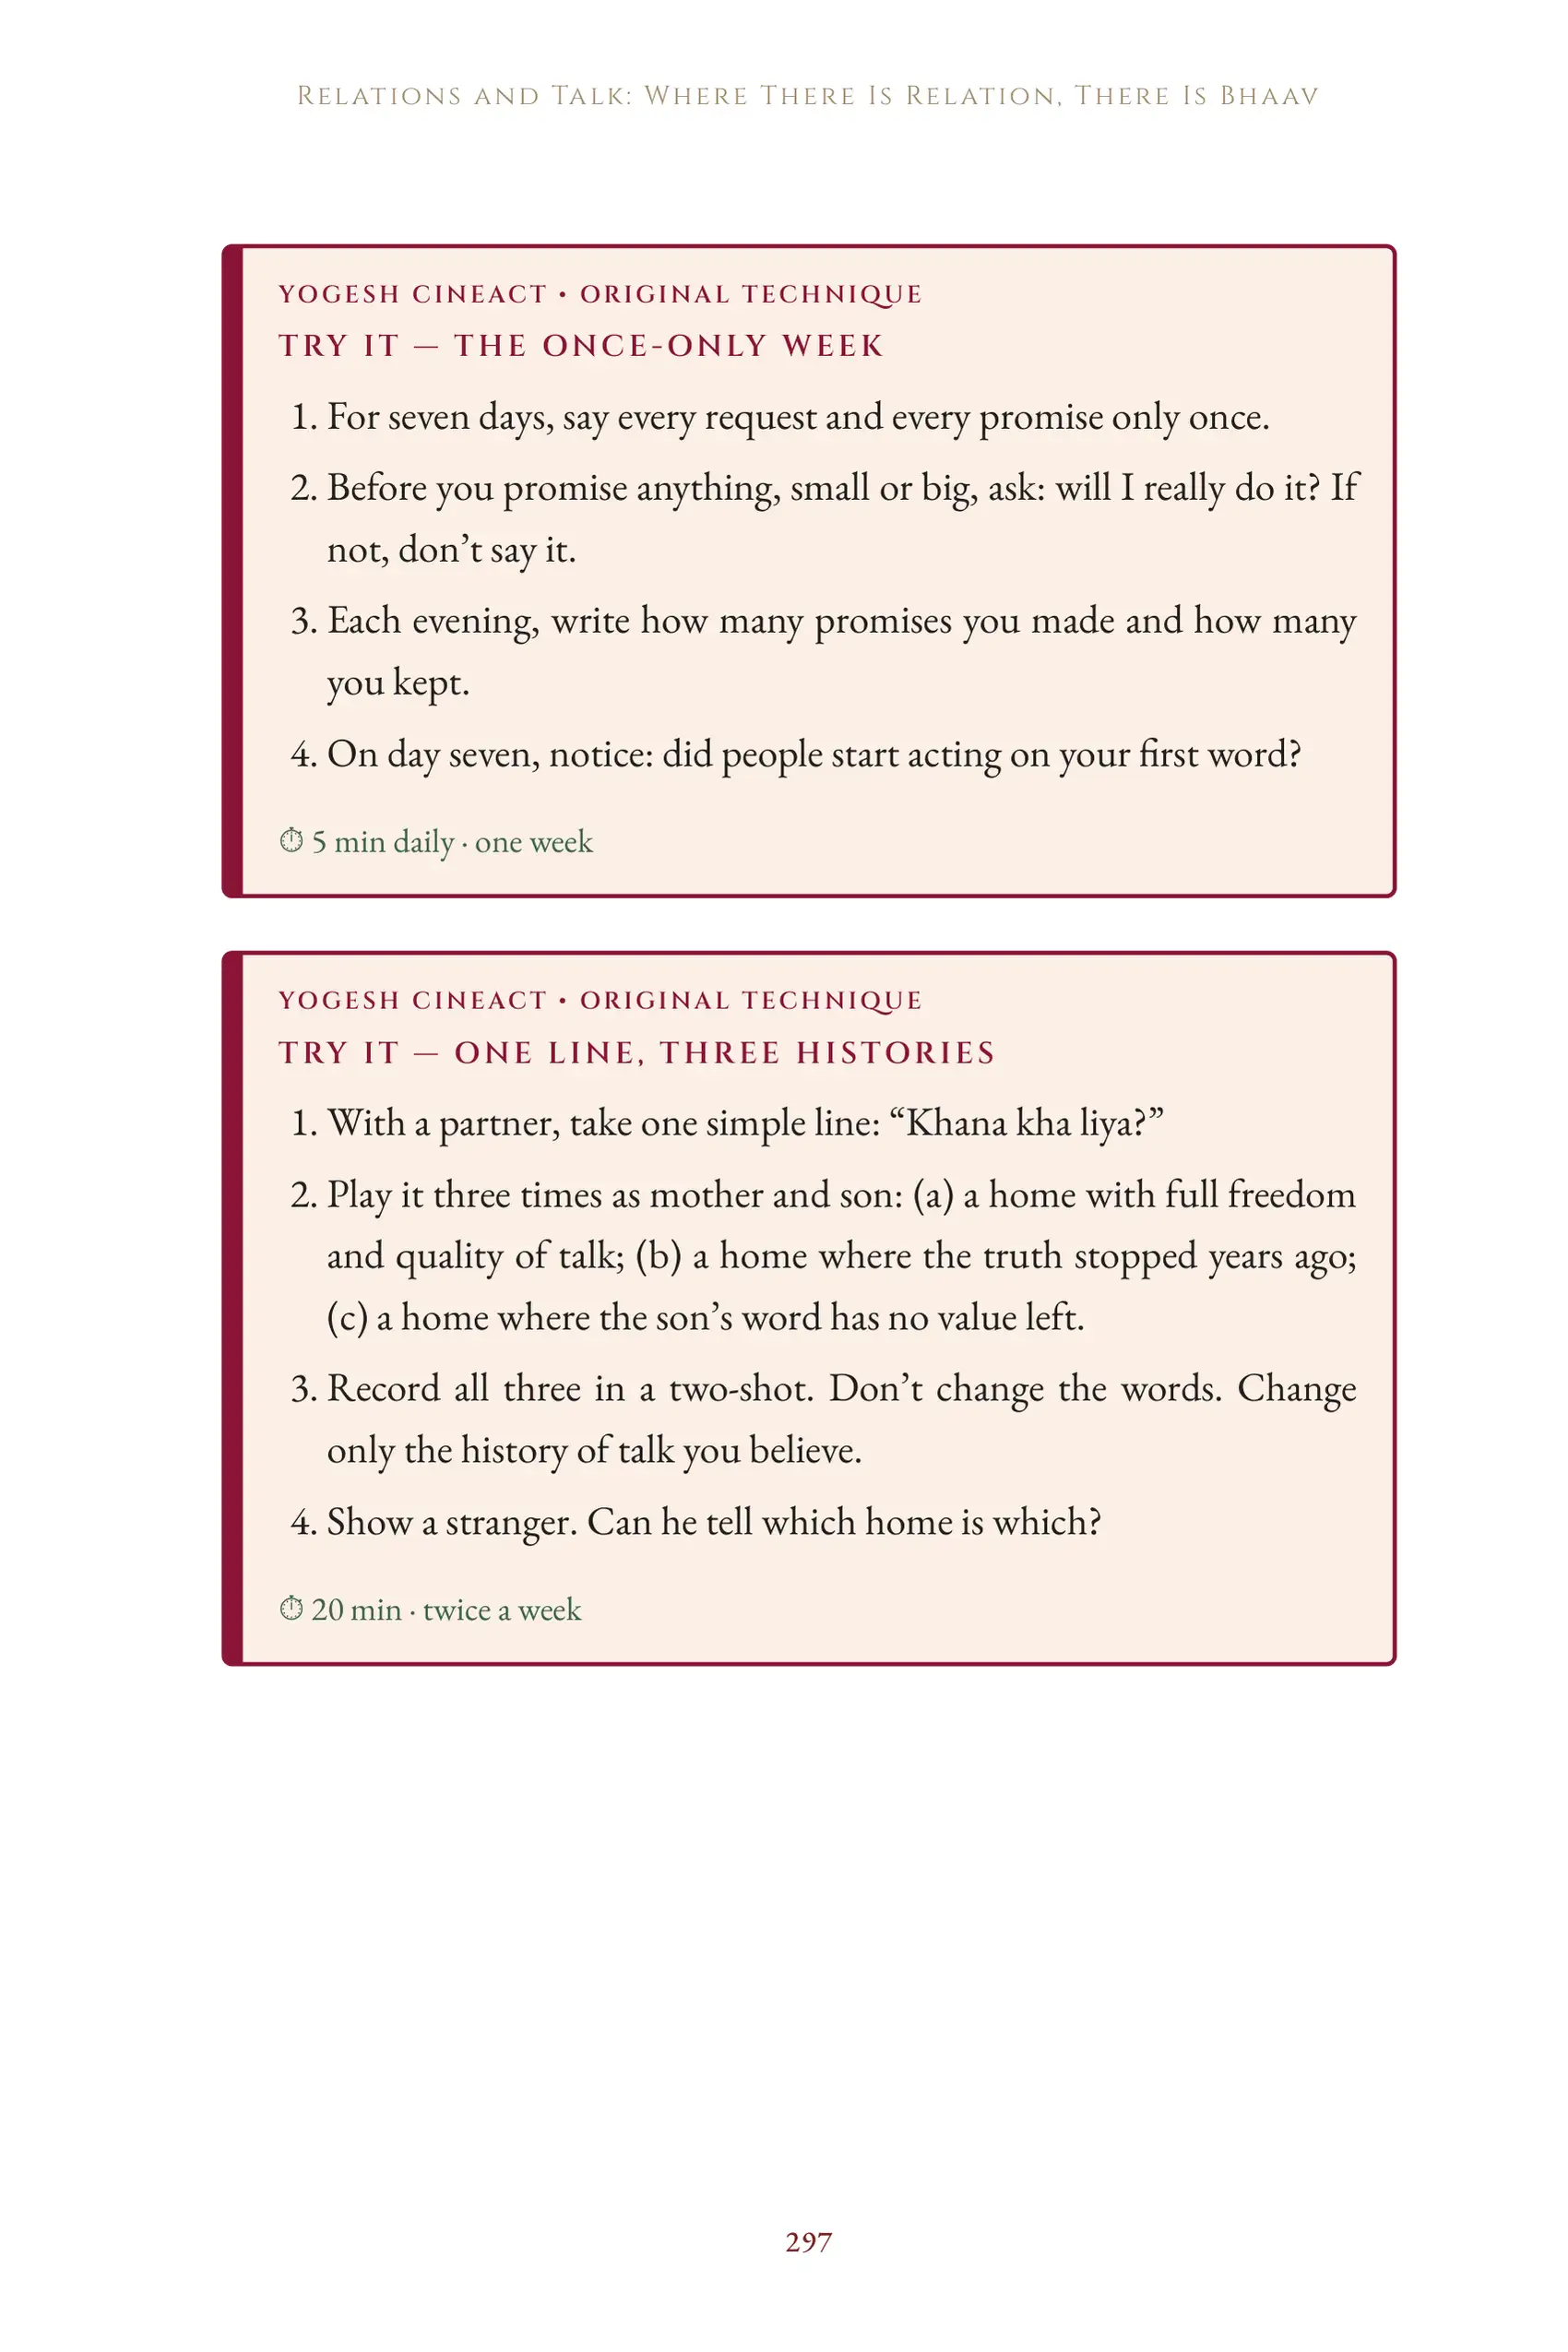 Relations and Talk: Where There Is Relation, There Is Bhaav
YOGESH CINEACT • ORIGINAL TECHNIQUE
TRY IT — THE ONCE-ONLY WEEK
1. For seven days, say every request and every promise only once.
2. Before you promise anything, small or big, ask: will I really do it? If
not, don’t say it.
3. Each evening, write how many promises you made and how many
you kept.
4. On day seven, notice: did people start acting on your first word?
⏱ 5 min daily · one week
YOGESH CINEACT • ORIGINAL TECHNIQUE
TRY IT — ONE LINE, THREE HISTORIES
1. With a partner, take one simple line: “Khana kha liya?”
2. Play it three times as mother and son: (a) a home with full freedom
and quality of talk; (b) a home where the truth stopped years ago;
(c) a home where the son’s word has no value left.
3. Record all three in a two-shot. Don’t change the words. Change
only the history of talk you believe.
4. Show a stranger. Can he tell which home is which?
⏱ 20 min · twice a week
297